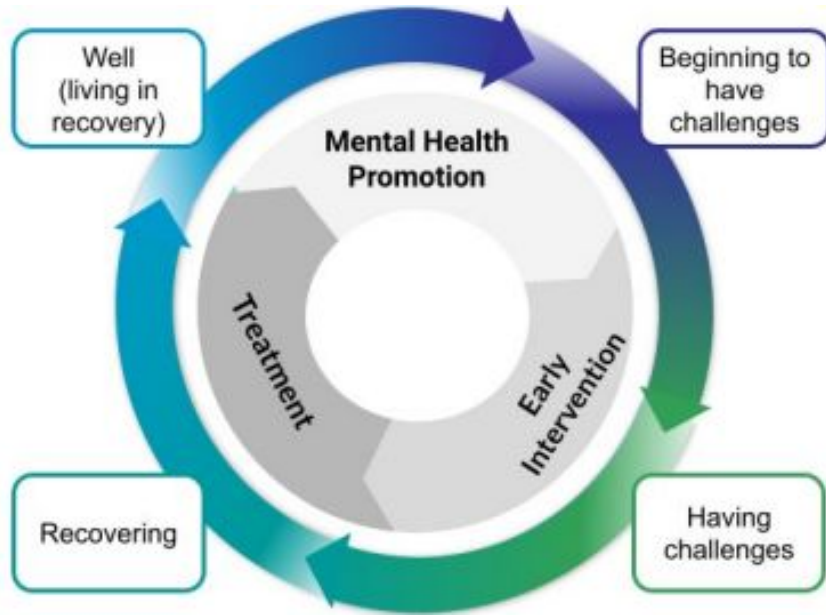 Well
(living in
recovery)
Beginning to
have
challenges
Mental Health
Promotion
Treatment
Early
Intervention
Recovering
Having
challenges